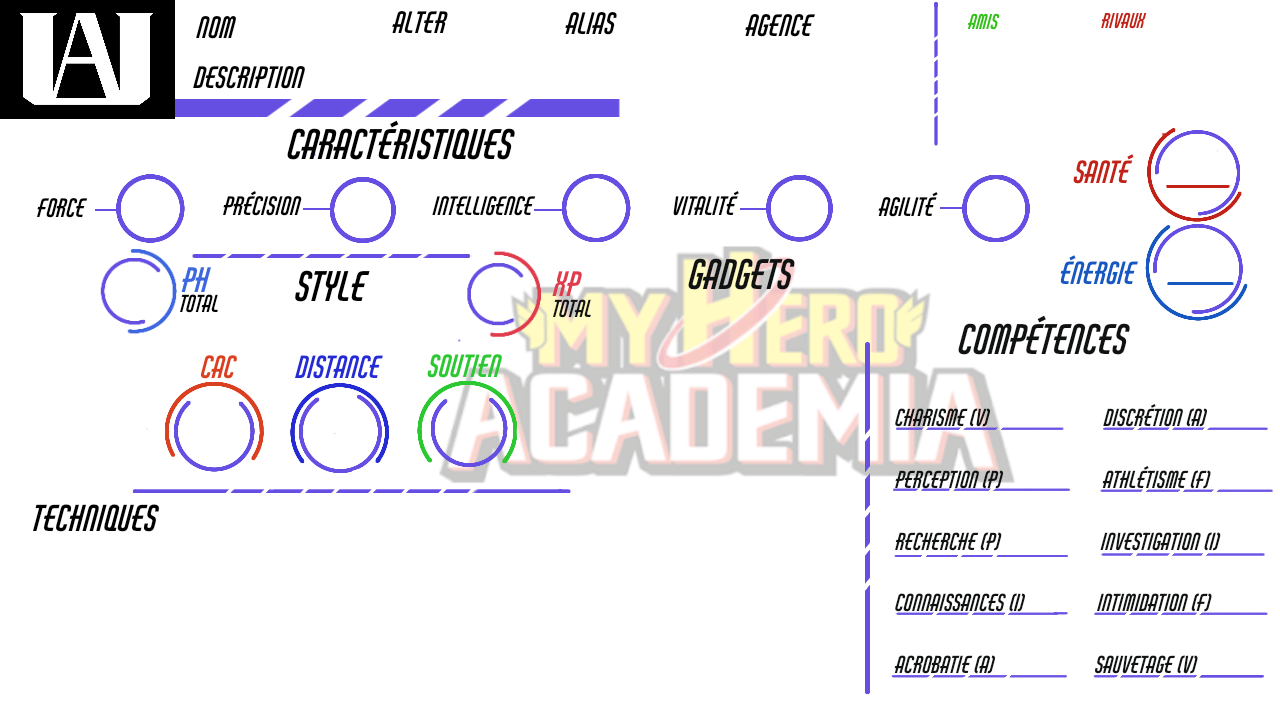 UA
NOM ALTER ALIAS AGENCE AMIS RIVAUX
DESCRIPTION
CARACTÉRISTIQUES
SANTÉ
FORCE PRÉCISION INTELLIGENCE VITALITÉ AGILITÉ
PH TOTAL STYLE XP TOTAL GADGETS ÉNERGIE
MY HERO
ACADEMIA
COMPÉTENCES
CAC DISTANCE SOUTIEN
CHARISME (V) DISCRÉTION (A)
PERCEPTION (P) ATHLÉTISME (F)
TECHNIQUES
RECHERCHE (P) INVESTIGATION (I)
CONNAISSANCES (I) INTIMIDATION (F)
ACROBATIE (A) SAUVETAGE (V)